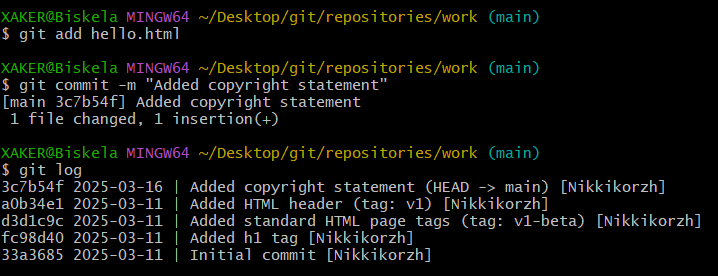 XAKER@Biskela MINGW64 ~/Desktop/git/repositories/work (main)
$ git add hello.html
XAKER@Biskela MINGW64 ~/Desktop/git/repositories/work (main)
$ git commit -m "Added copyright statement"
[main 3c7b54f] Added copyright statement
 1 file changed, 1 insertion(+)
XAKER@Biskela MINGW64 ~/Desktop/git/repositories/work (main)
$ git log
3c7b54f 2025-03-16 | Added copyright statement (HEAD -> main) [Nikkikorzh]
a0b34e1 2025-03-11 | Added HTML header (tag: v1) [Nikkikorzh]
d3d1c9c 2025-03-11 | Added standard HTML page tags (tag: v1-beta) [Nikkikorzh]
fc98d40 2025-03-11 | Added h1 tag [Nikkikorzh]
33a3685 2025-03-11 | Initial commit [Nikkikorzh]